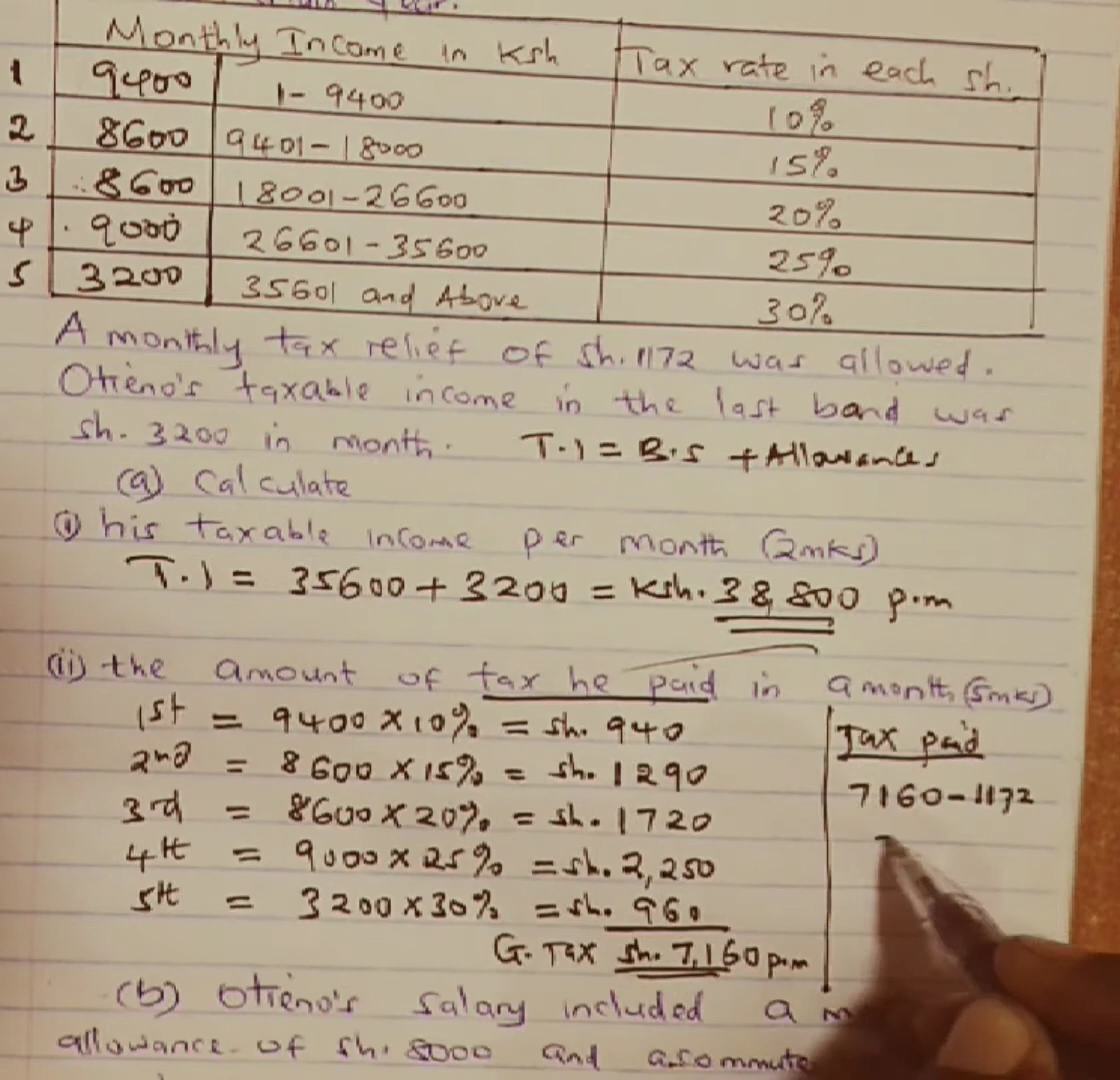 Monthly Income in Ksh Tax rate in each sh.
1 9400 1-9400 10%
2 8600 9401-18000 15%
3 8600 18001-26600 20%
4 9000 26601-35600 25%
5 3200 35601 and Above 30%
A monthly tax relief of sh.1172 was allowed.
Otieno's taxable income in the last band was
sh. 3200 in month. T.I = B.S + Allowances
(a) Calculate
(i) his taxable income per month (2mks)
T.I = 35600 + 3200 = Ksh. 38,800 p.m
(ii) the amount of tax he paid in a month (5mks)
1st = 9400 x 10% = sh. 940
2nd = 8600 x 15% = sh. 1290
3rd = 8600 x 20% = sh. 1720
4th = 9000 x 25% = sh. 2,250
5th = 3200 x 30% = sh. 960
G. Tax sh. 7,160 p.m
Tax paid
7160-1172
(b) Otieno's salary included a
allowance of sh. 8000 and a